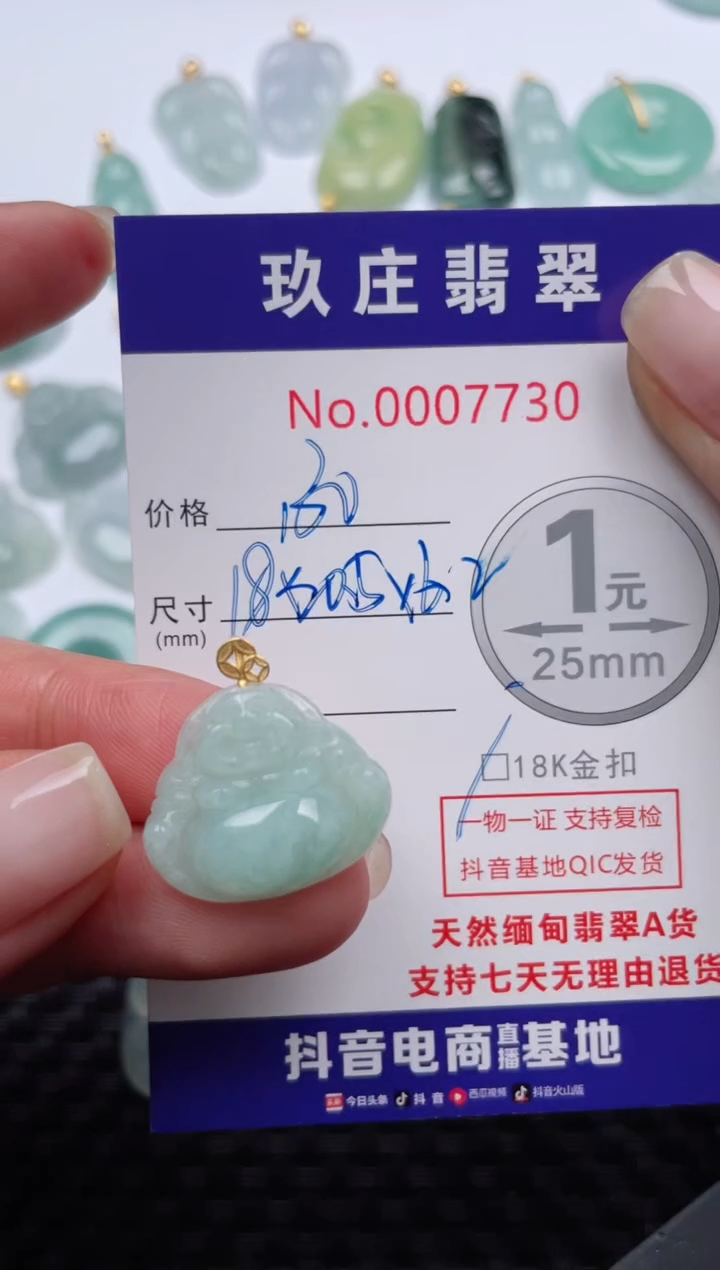 玖庄翡翠
No.0007730
价格
尺寸
(mm)
1元
25mm
□18K金扣
一物一证 支持复检
抖音基地QIC发货
天然缅甸翡翠A货
支持七天无理由退货
抖音电商直播基地
今日头条 抖音 西瓜视频 抖音火山版